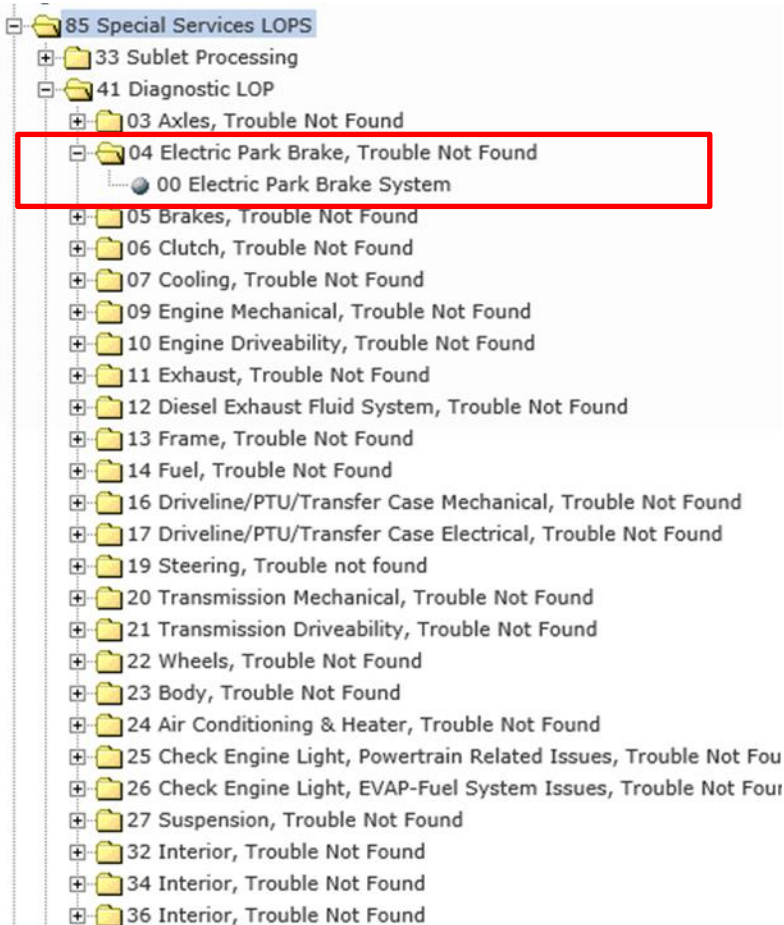 85 Special Services LOPS
33 Sublet Processing
41 Diagnostic LOP
03 Axles, Trouble Not Found
04 Electric Park Brake, Trouble Not Found
00 Electric Park Brake System
05 Brakes, Trouble Not Found
06 Clutch, Trouble Not Found
07 Cooling, Trouble Not Found
09 Engine Mechanical, Trouble Not Found
10 Engine Driveability, Trouble Not Found
11 Exhaust, Trouble Not Found
12 Diesel Exhaust Fluid System, Trouble Not Found
13 Frame, Trouble Not Found
14 Fuel, Trouble Not Found
16 Driveline/PTU/Transfer Case Mechanical, Trouble Not Found
17 Driveline/PTU/Transfer Case Electrical, Trouble Not Found
19 Steering, Trouble not found
20 Transmission Mechanical, Trouble Not Found
21 Transmission Driveability, Trouble Not Found
22 Wheels, Trouble Not Found
23 Body, Trouble Not Found
24 Air Conditioning & Heater, Trouble Not Found
25 Check Engine Light, Powertrain Related Issues, Trouble Not Fou
26 Check Engine Light, EVAP-Fuel System Issues, Trouble Not Foun
27 Suspension, Trouble Not Found
32 Interior, Trouble Not Found
34 Interior, Trouble Not Found
36 Interior, Trouble Not Found